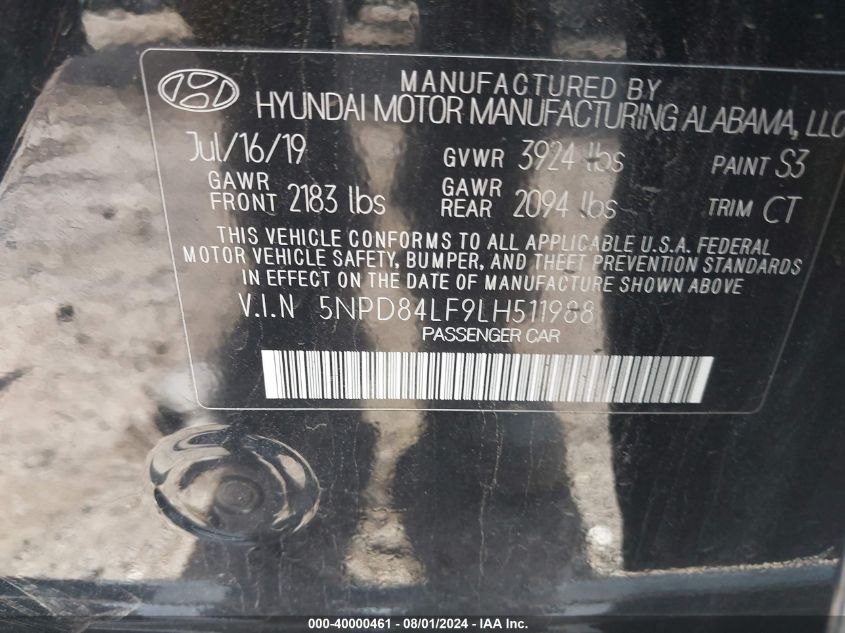 MANUFACTURED BY
HYUNDAI MOTOR MANUFACTURING ALABAMA, LLC
Jul/16/19 GVWR 3924 lbs PAINT S3
GAWR FRONT 2183 lbs GAWR REAR 2094 lbs TRIM CT
THIS VEHICLE CONFORMS TO ALL APPLICABLE U.S.A. FEDERAL
MOTOR VEHICLE SAFETY, BUMPER, AND THEFT PREVENTION STANDARDS
IN EFFECT ON THE DATE OF MANUFACTURE SHOWN ABOVE
V.I.N 5NPD84LF9LH511988
PASSENGER CAR
000-40000461 - 08/01/2024 - IAA Inc.